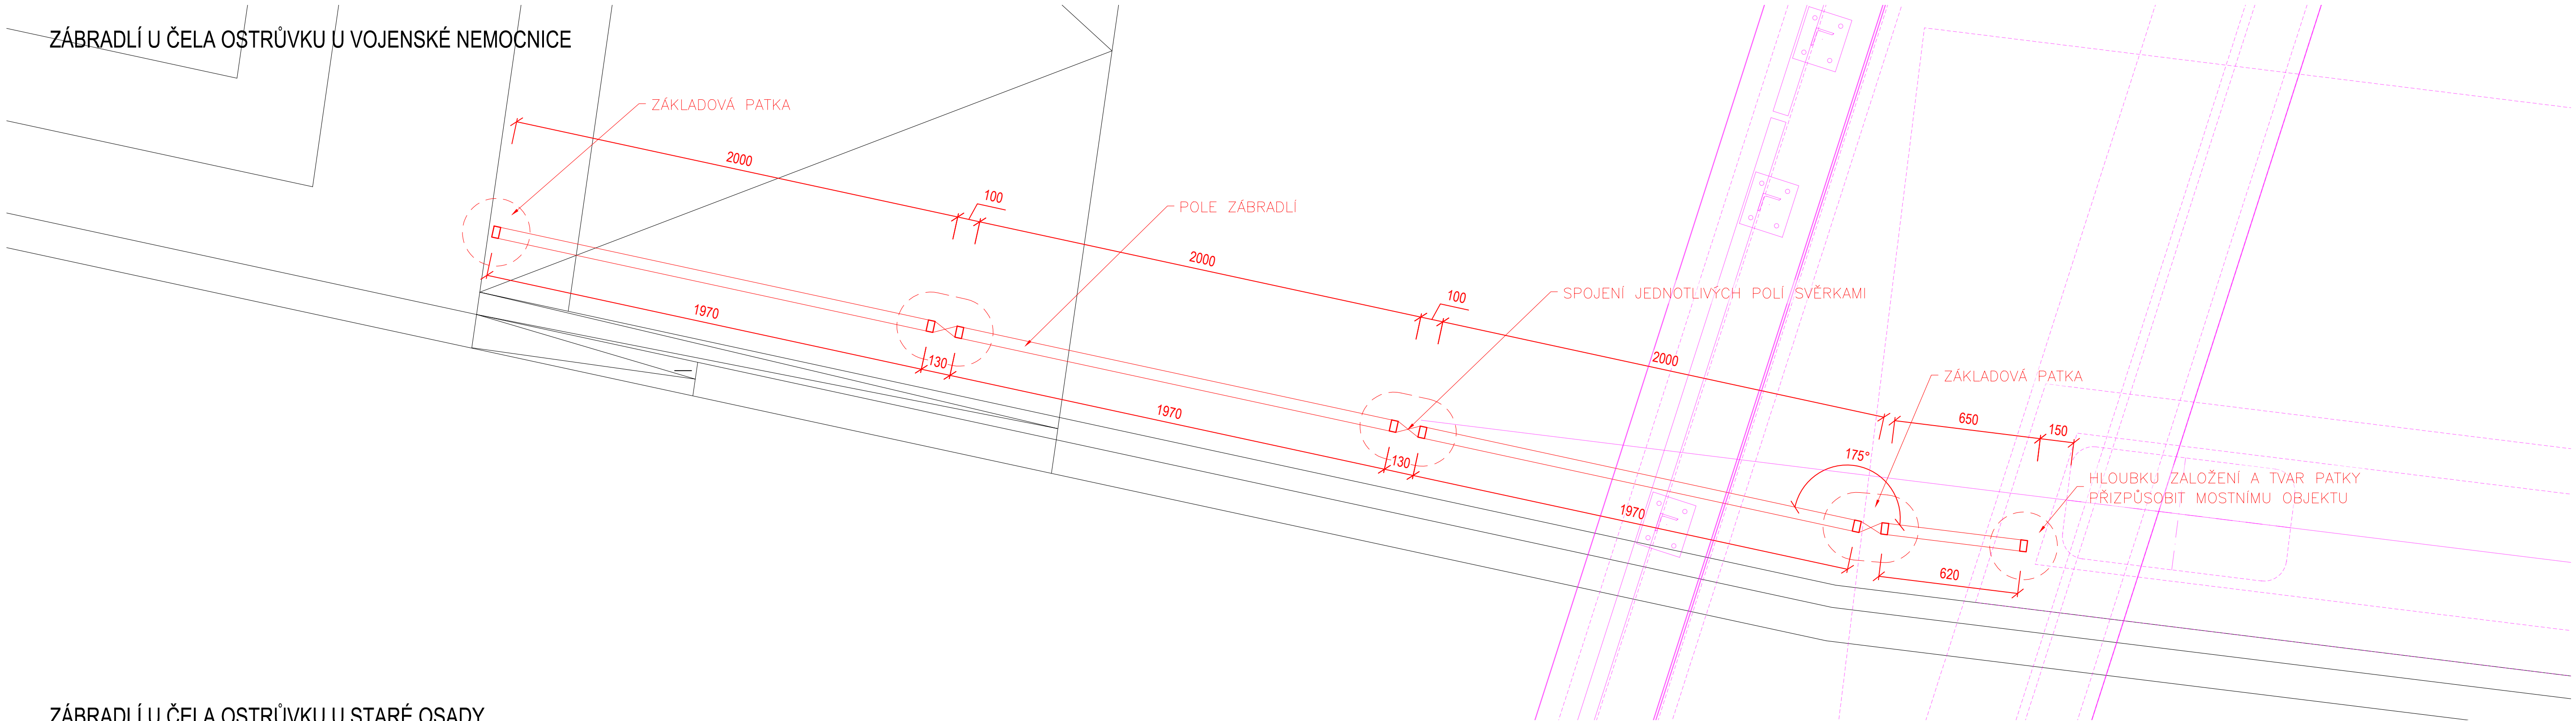 ZÁBRADLÍ U ČELA OSTRŮVKU U VOJENSKÉ NEMOCNICE
ZÁKLADOVÁ PATKA
2000
100
POLE ZÁBRADLÍ
2000
100
SPOJENÍ JEDNOTLIVÝCH POLÍ SVĚRKAMI
1970
130
2000
ZÁKLADOVÁ PATKA
1970
650
150
130
175°
HLOUBKU ZALOŽENÍ A TVAR PATKY
PŘIZPŮSOBIT MOSTNÍMU OBJEKTU
1970
620
ZÁBRADLÍ U ČELA OSTRŮVKU U STARÉ OSADY